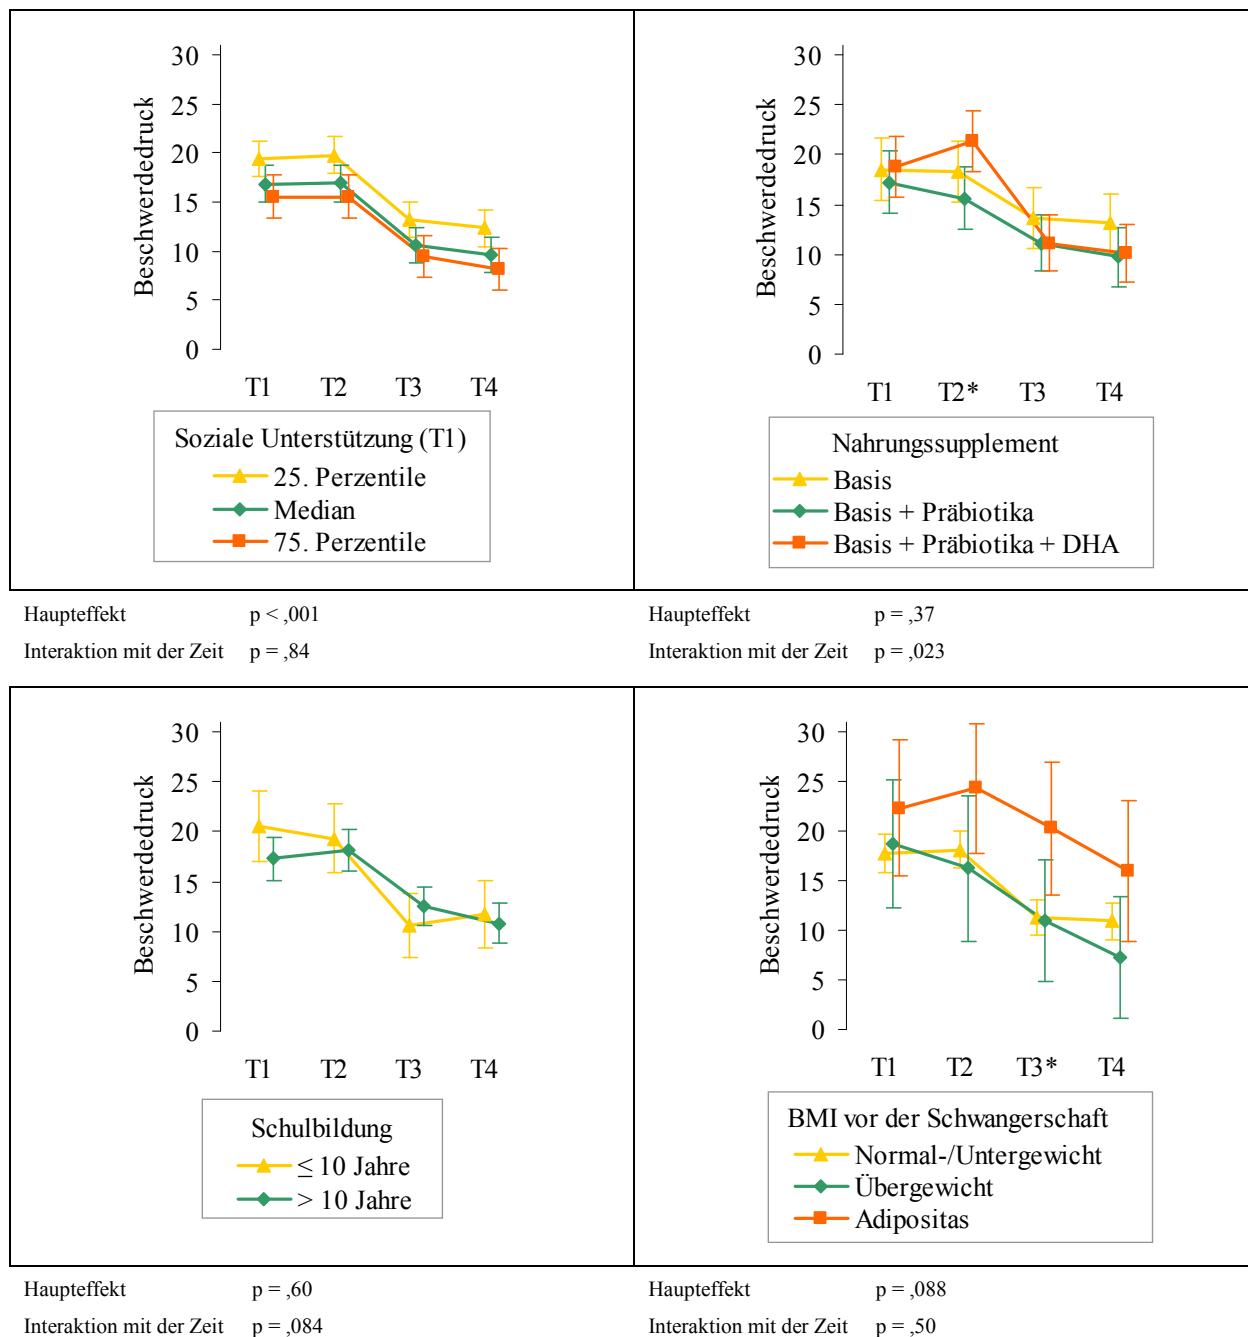 Beschwerdedruck
30
25
20
15
10
5
0
T1 T2 T3 T4
Soziale Unterstützung (T1)
25. Perzentile
Median
75. Perzentile
Beschwerdedruck
30
25
20
15
10
5
0
T1 T2* T3 T4
Nahrungssupplement
Basis
Basis + Präbiotika
Basis + Präbiotika + DHA
Haupteffekt p < ,001
Interaktion mit der Zeit p = ,84
Haupteffekt p = ,37
Interaktion mit der Zeit p = ,023
Beschwerdedruck
30
25
20
15
10
5
0
T1 T2 T3 T4
Schulbildung
≤ 10 Jahre
> 10 Jahre
Beschwerdedruck
30
25
20
15
10
5
0
T1 T2 T3* T4
BMI vor der Schwangerschaft
Normal-/Untergewicht
Übergewicht
Adipositas
Haupteffekt p = ,60
Interaktion mit der Zeit p = ,084
Haupteffekt p = ,088
Interaktion mit der Zeit p = ,50